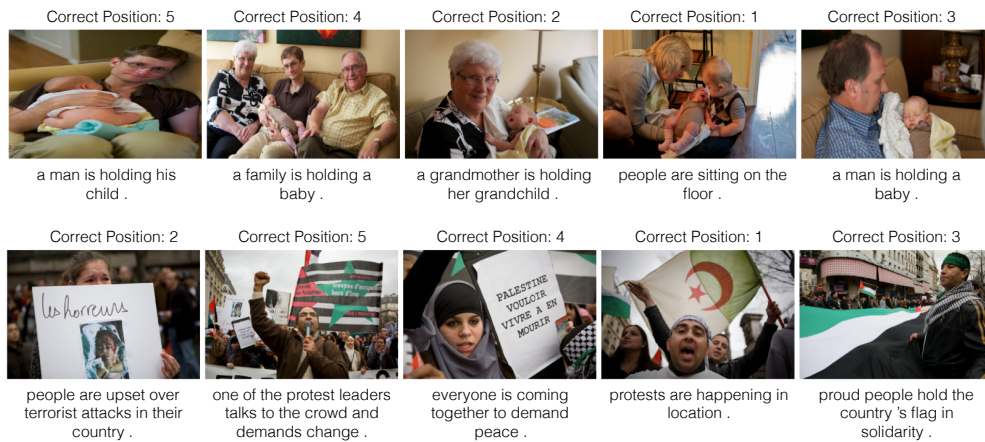 Correct Position: 5
Correct Position: 4
Correct Position: 2
Correct Position: 1
Correct Position: 3
a man is holding his
child .
a family is holding a
baby .
a grandmother is holding
her grandchild .
people are sitting on the
floor .
a man is holding a
baby .
Correct Position: 2
Correct Position: 5
Correct Position: 4
Correct Position: 1
Correct Position: 3
les horreurs
PALESTINE
VOULOIR
VIVRE A EN
MOURIR
people are upset over
terrorist attacks in their
country .
one of the protest leaders
talks to the crowd and
demands change .
everyone is coming
together to demand
peace .
protests are happening in
location .
proud people hold the
country 's flag in
solidarity .